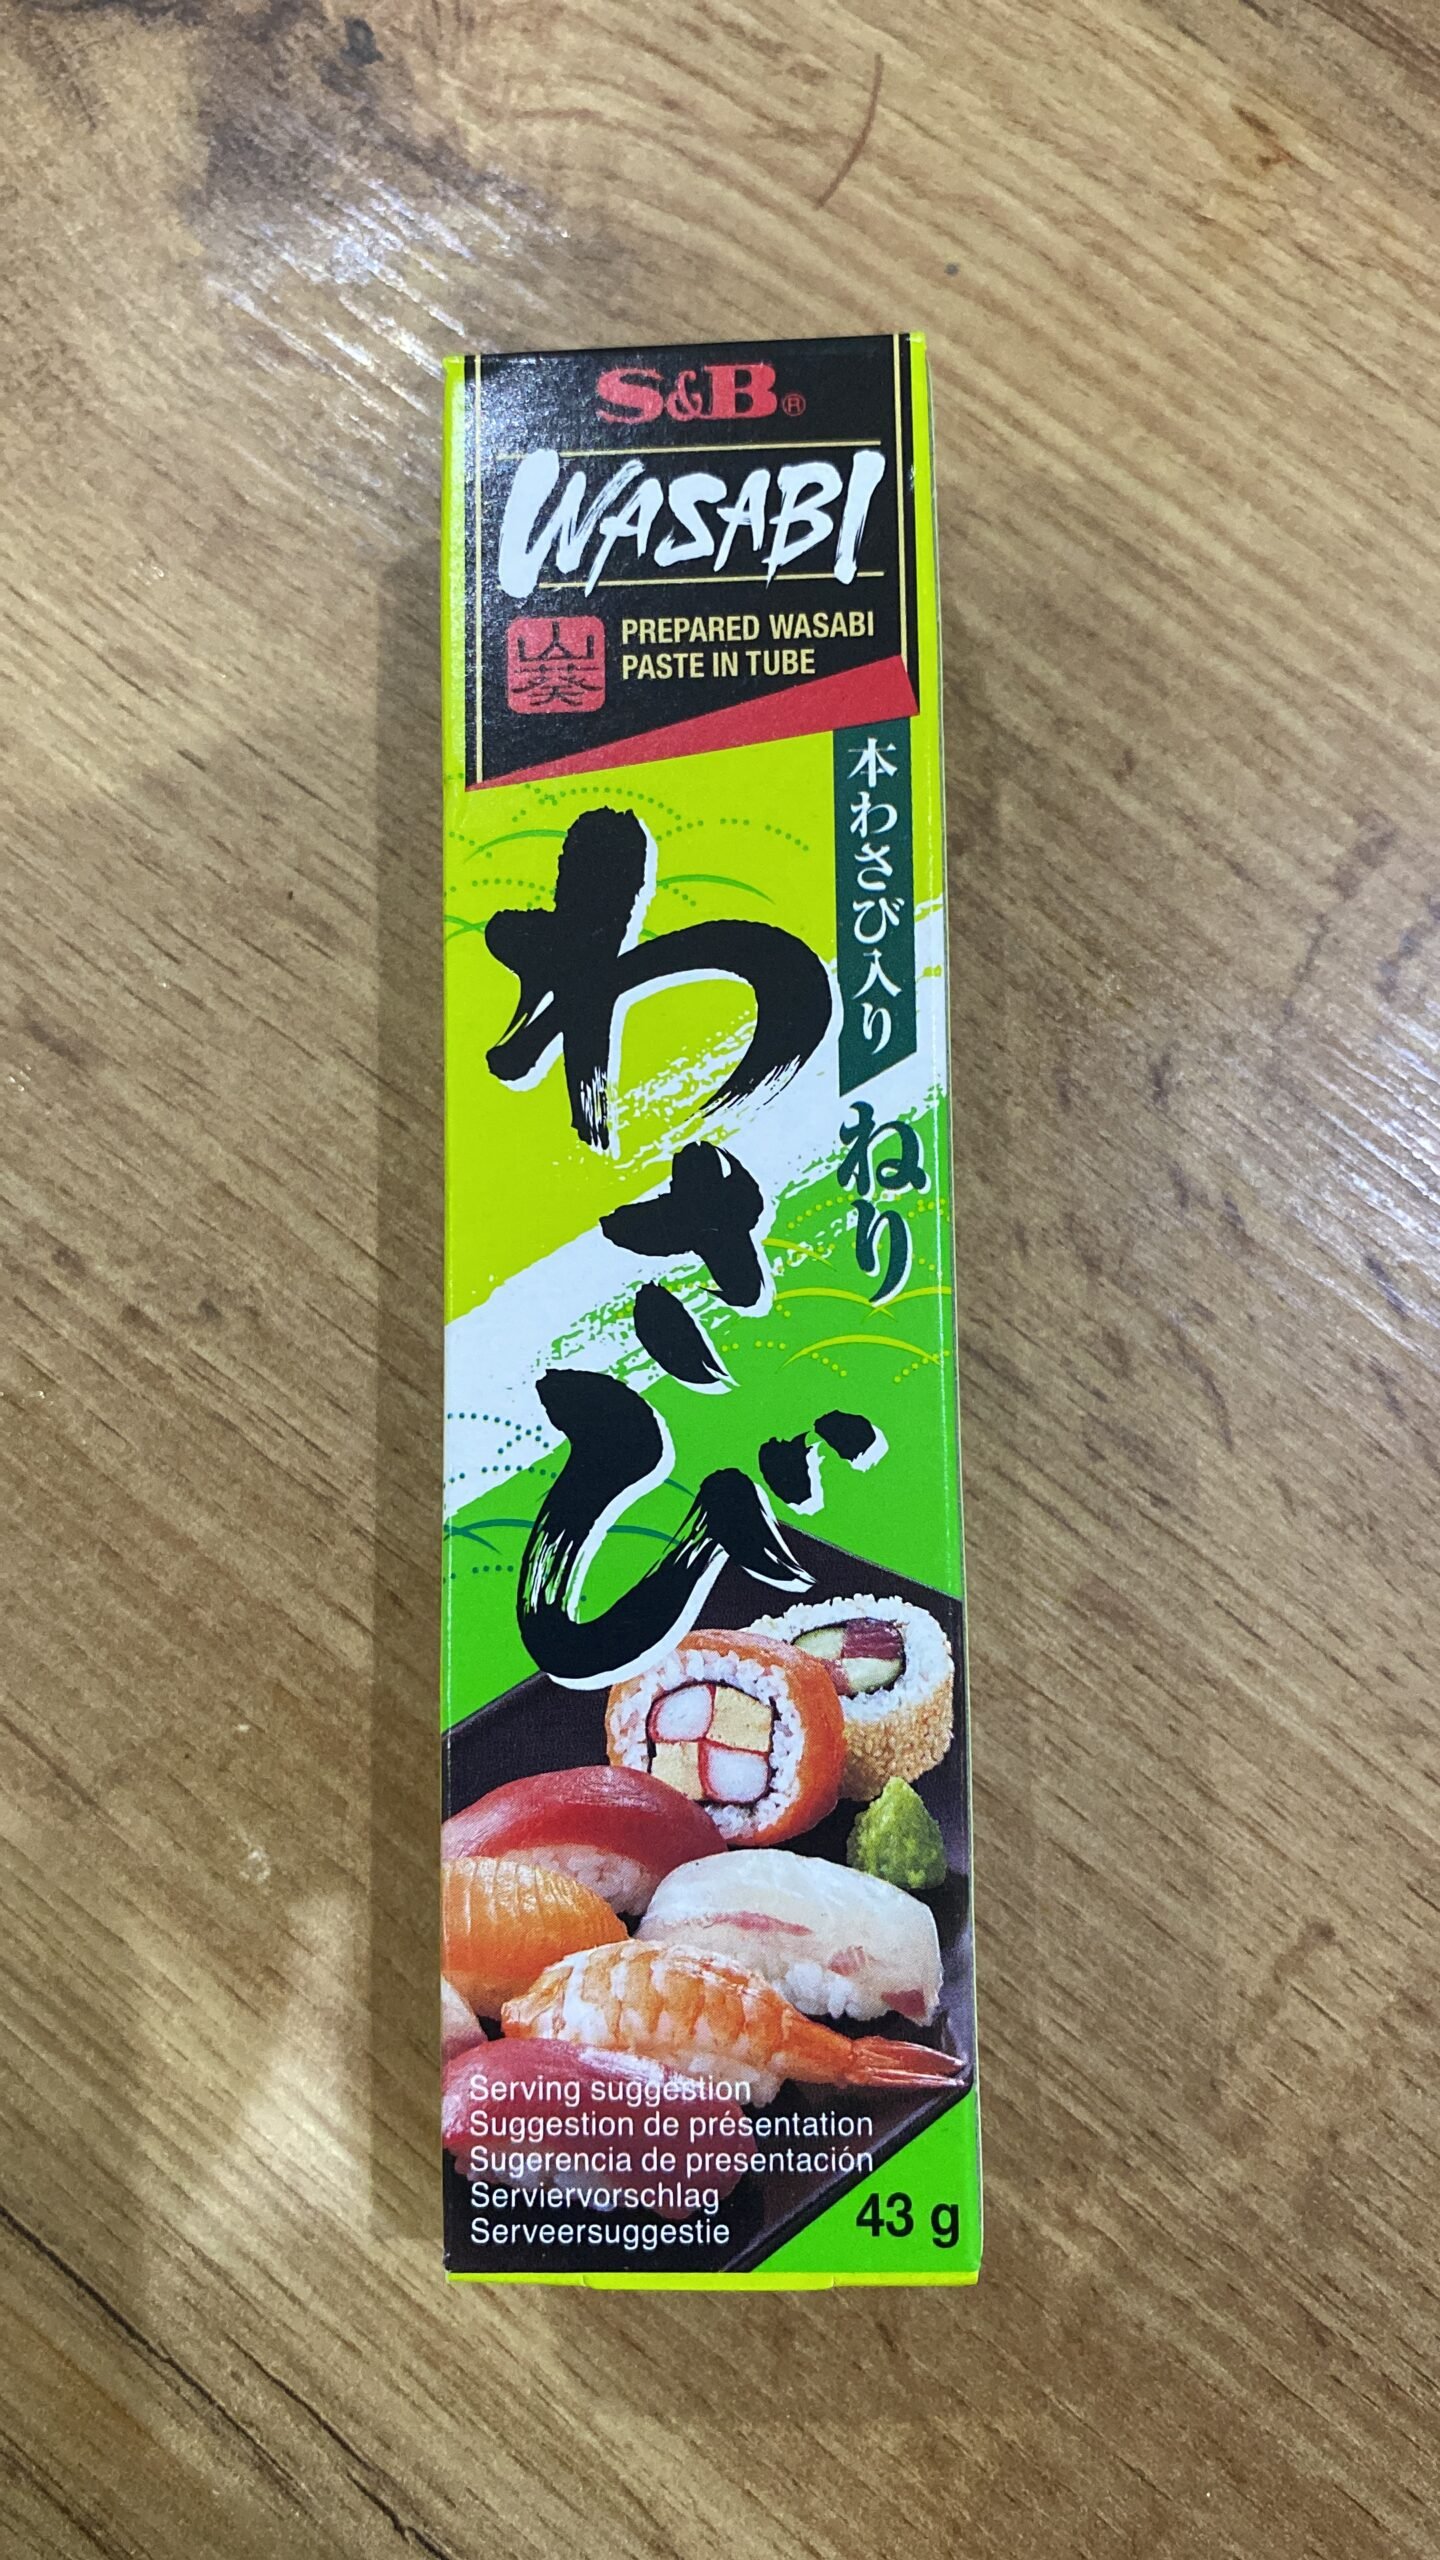 S&B®
WASABI
山葵
PREPARED WASABI
PASTE IN TUBE
本わさび入り
ねり
わさび
Serving suggestion
Suggestion de présentation
Sugerencia de presentación
Serviervorschlag
Serveersuggestie
43 g